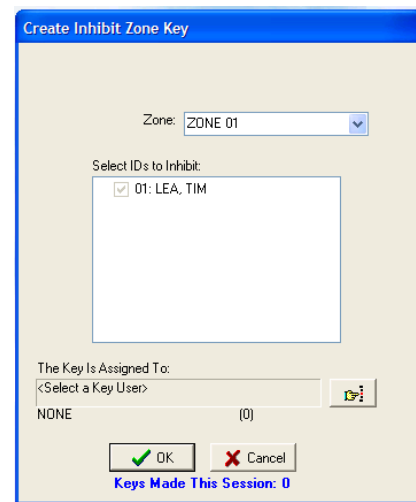 Create Inhibit Zone Key
Zone: ZONE 01
Select IDs to Inhibit:
01: LEA, TIM
The Key Is Assigned To:
<Select a Key User>
NONE (0)
OK Cancel
Keys Made This Session: 0